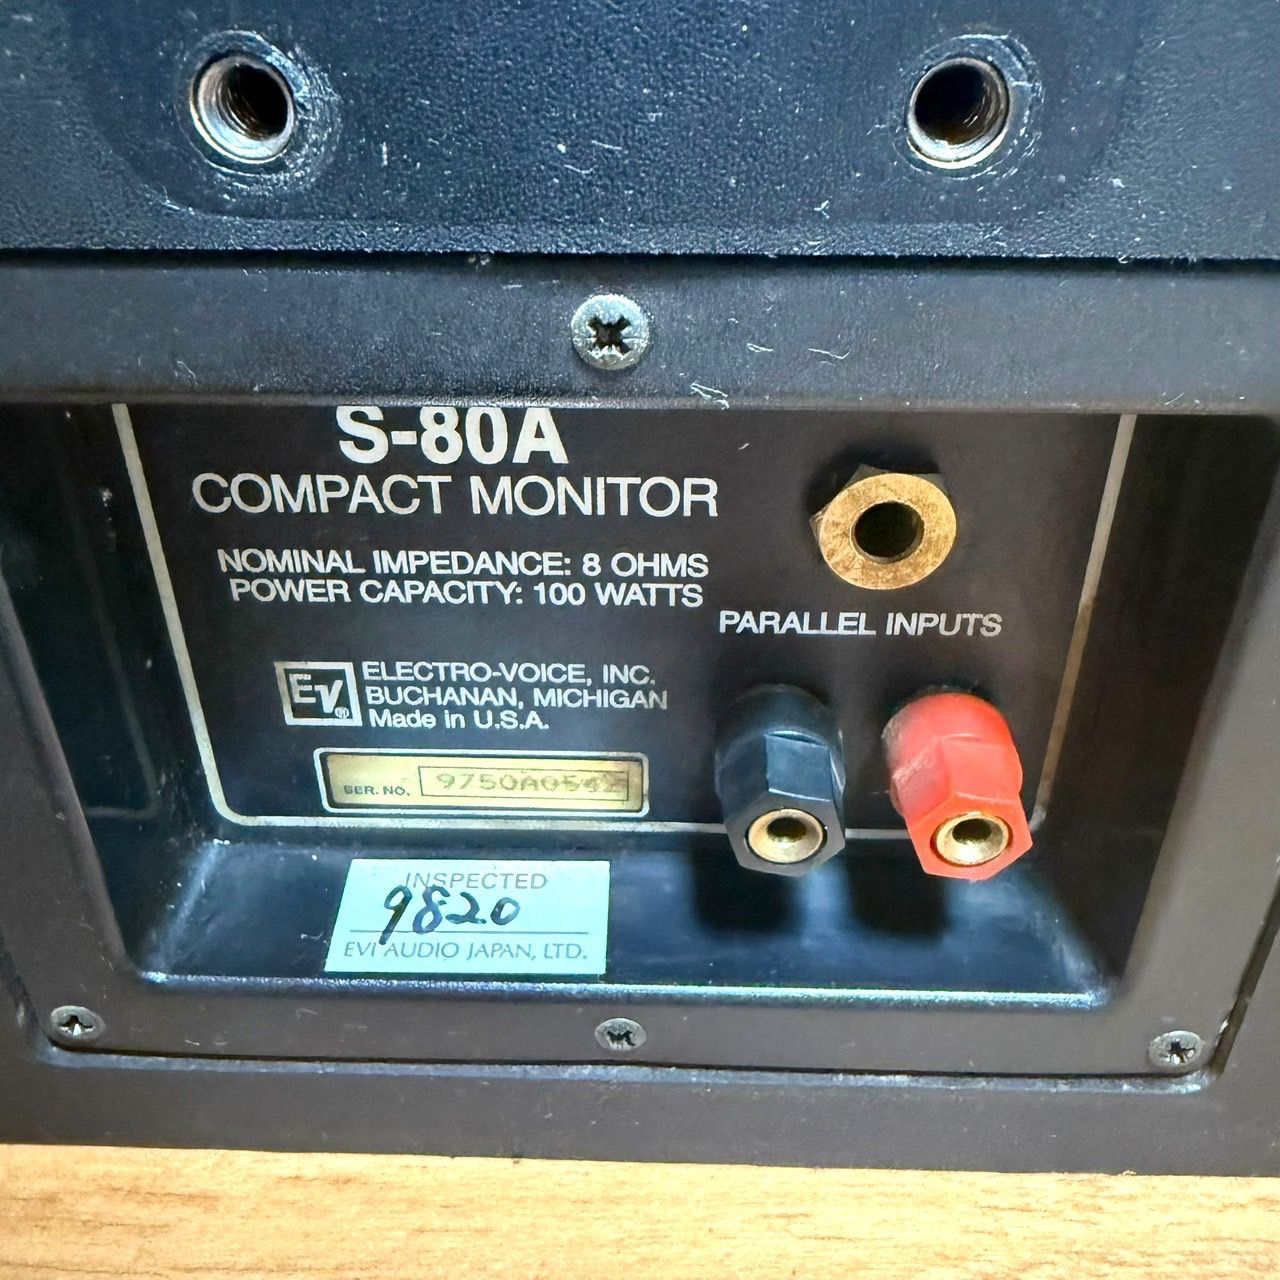 S-80A
COMPACT MONITOR
NOMINAL IMPEDANCE: 8 OHMS
POWER CAPACITY: 100 WATTS
PARALLEL INPUTS
EV®
ELECTRO-VOICE, INC.
BUCHANAN, MICHIGAN
Made in U.S.A.
SER. NO.
INSPECTED
9820
EVI AUDIO JAPAN, LTD.